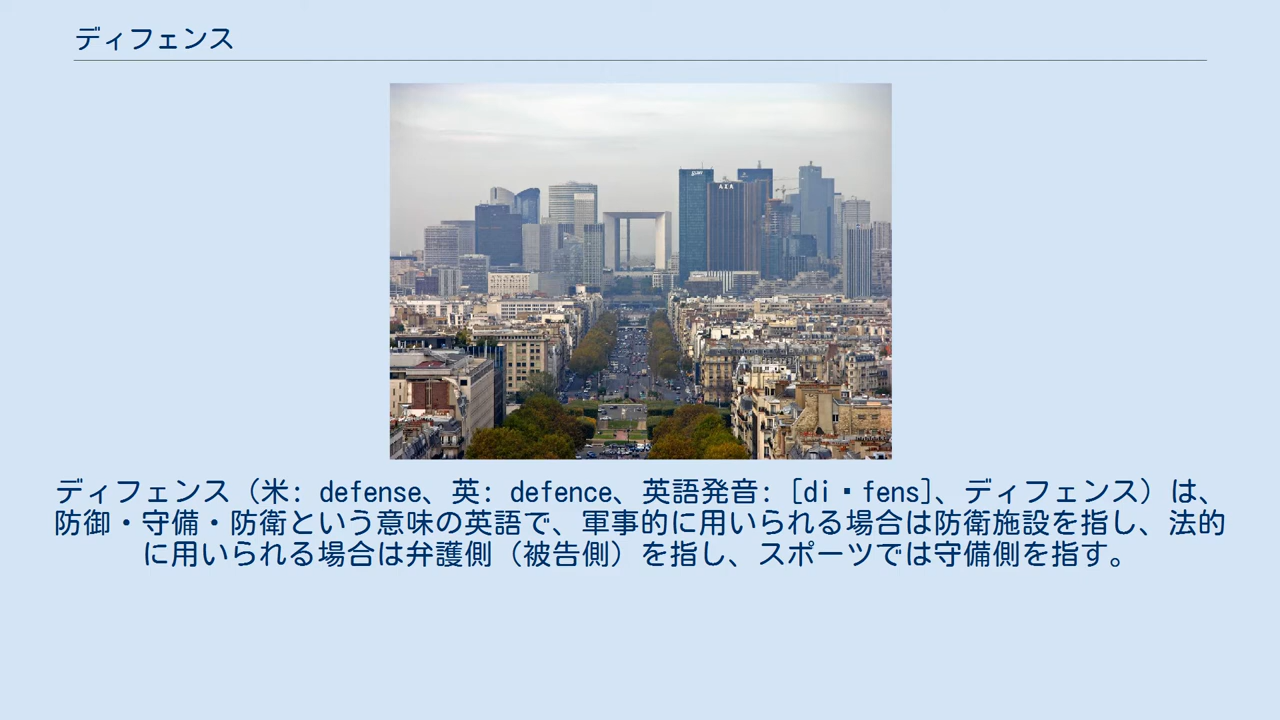 ディフェンス
AXA
ディフェンス（米: defense、英: defence、英語発音: [di・fens]、ディフェンス）は、
防御・守備・防衛という意味の英語で、軍事的に用いられる場合は防衛施設を指し、法的
に用いられる場合は弁護側（被告側）を指し、スポーツでは守備側を指す。